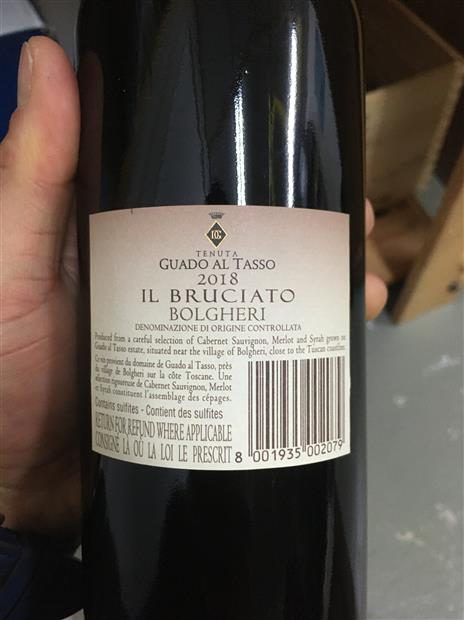 TENUTA
GUADO AL TASSO
2018
IL BRUCIATO
BOLGHERI
DENOMINAZIONE DI ORIGINE CONTROLLATA
Produced from a careful selection of Cabernet Sauvignon, Merlot and Syrah grown on
Guado al Tasso estate, situated near the village of Bolgheri, close to the Tuscan coastline.
Ce vin provient du domaine de Guado al Tasso, près
du village de Bolgheri sur la côte Toscane. Une
sélection rigoureuse de Cabernet Sauvignon, Merlot
et Syrah constituent l'assemblage des cépages.
Contains sulfites - Contient des sulfites
RETURN FOR REFUND WHERE APPLICABLE
CONSIGNÉ LÀ OÙ LA LOI LE PRESCRIT
8 001935 002079